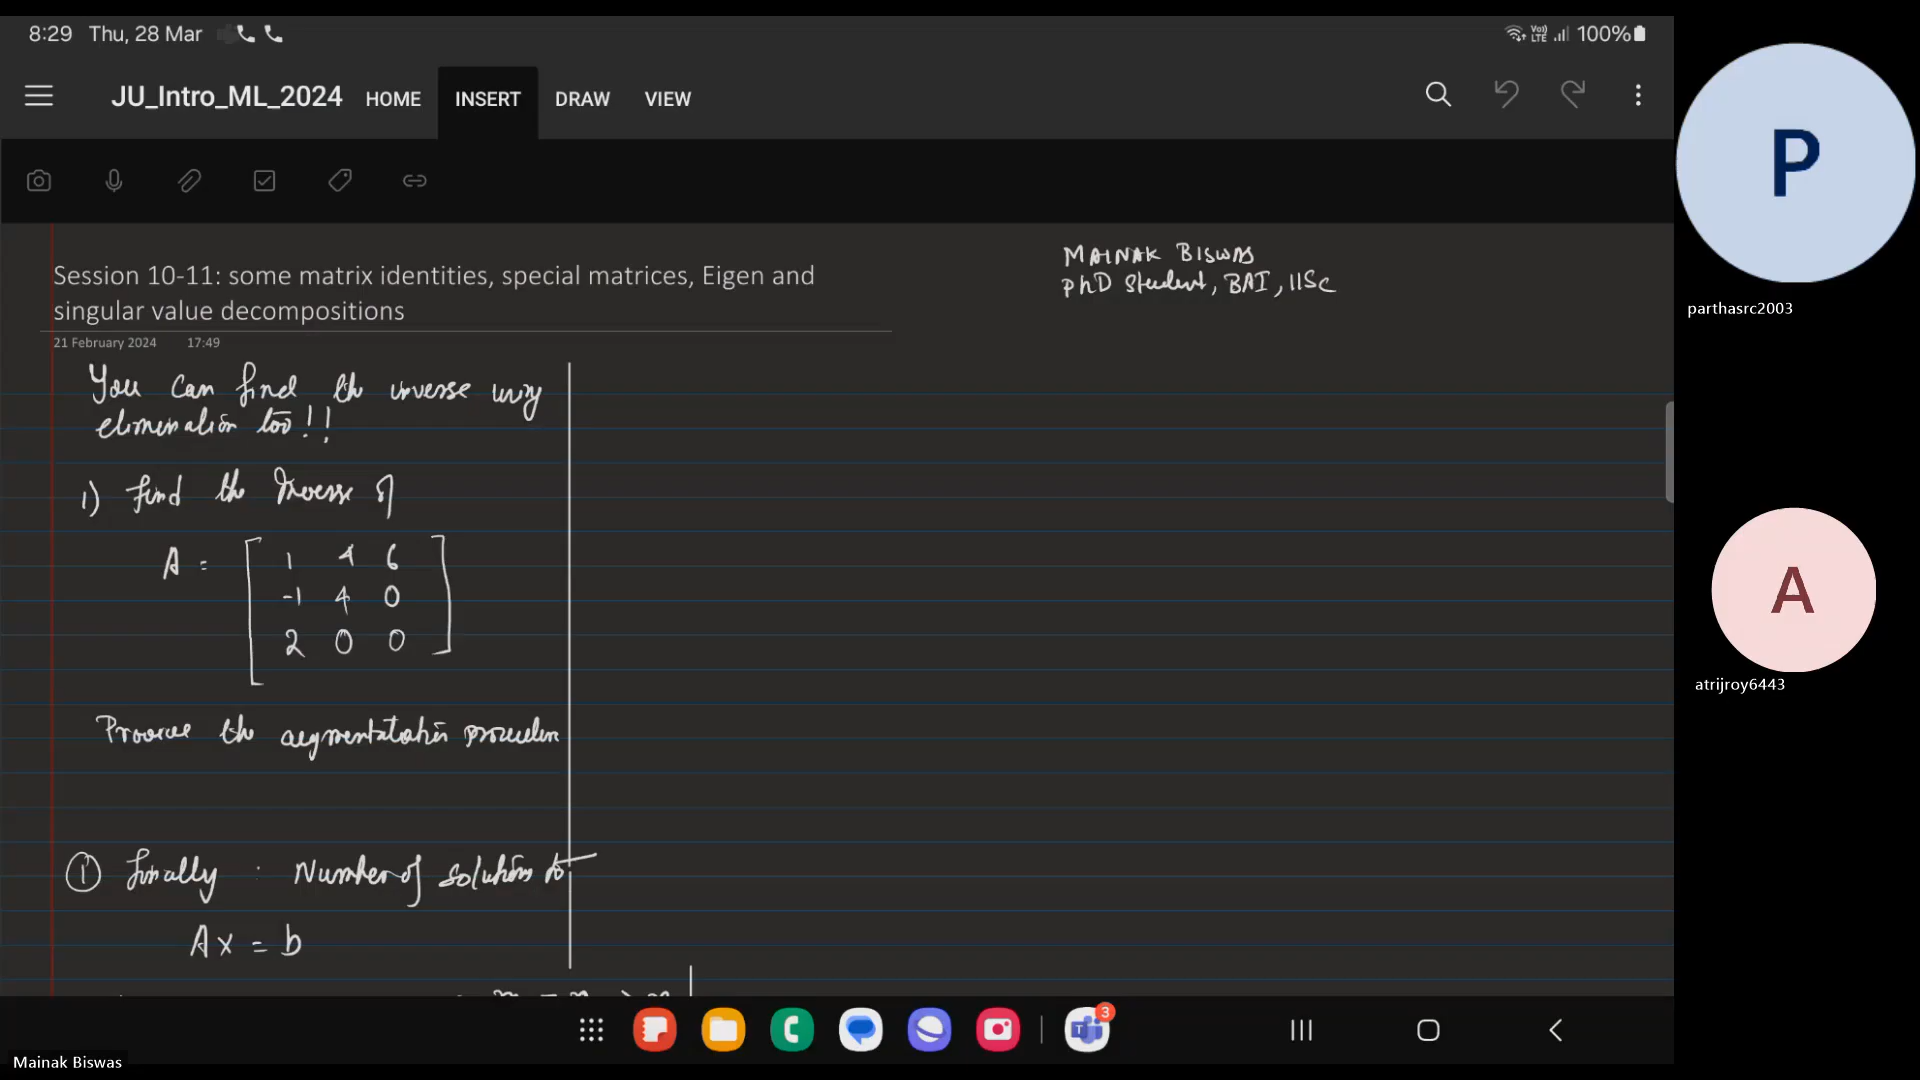 8:29 Thu, 28 Mar 100%
JU_Intro_ML_2024 HOME INSERT DRAW VIEW
Session 10-11: some matrix identities, special matrices, Eigen and
singular value decompositions
21 February 2024 17:49
MAINAK BISWAS
PhD Student, BAI, IISc
You can find the inverse using
elimination too!!
1) find the Inverse of
A =
1 4 6
-1 4 0
2 0 0
the augmentation procedure
① finally : Number of solutions to
Ax = b
P
parthasrc2003
A
atrijroy6443
3
Mainak Biswas